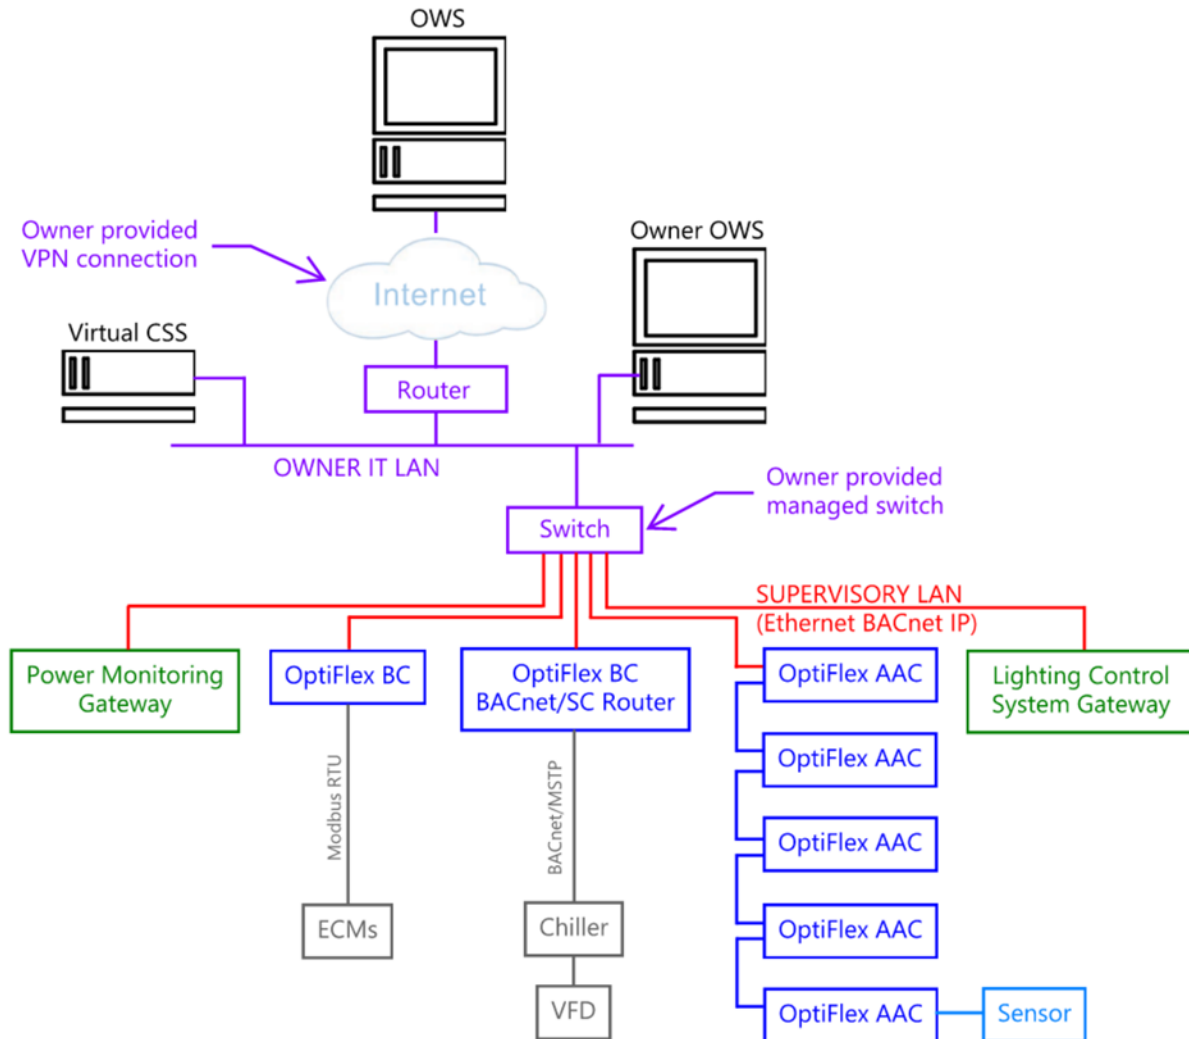 OWS
Owner provided
VPN connection
Internet
Owner OWS
Virtual CSS
Router
OWNER IT LAN
Owner provided
managed switch
Switch
SUPERVISORY LAN
(Ethernet BACnet IP)
Power Monitoring
Gateway
OptiFlex BC
OptiFlex BC
BACnet/SC Router
OptiFlex AAC
Lighting Control
System Gateway
OptiFlex AAC
Modbus RTU
BACnet/MSTP
OptiFlex AAC
ECMs
Chiller
OptiFlex AAC
VFD
OptiFlex AAC
Sensor